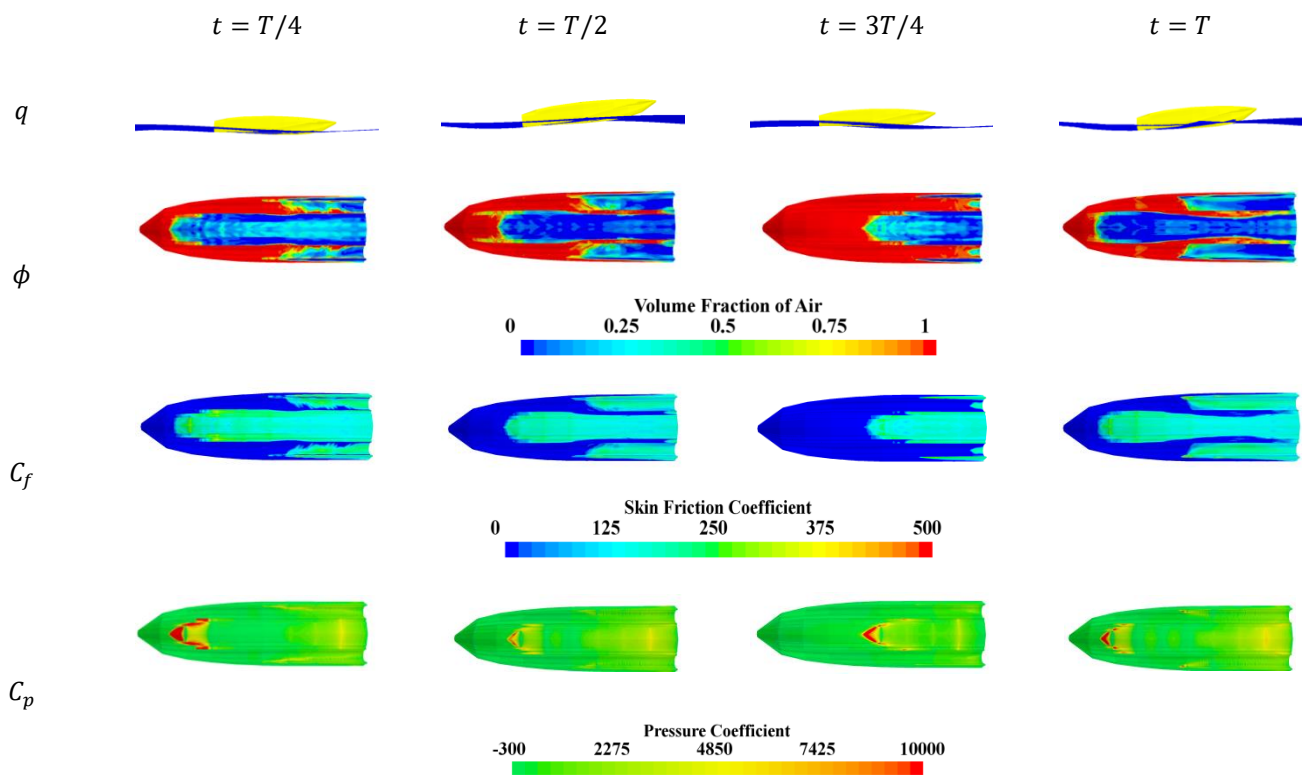 t = T/4 t = T/2 t = 3T/4 t = T
q
ϕ
Volume Fraction of Air
0 0.25 0.5 0.75 1
C_f
Skin Friction Coefficient
0 125 250 375 500
C_p
Pressure Coefficient
-300 2275 4850 7425 10000